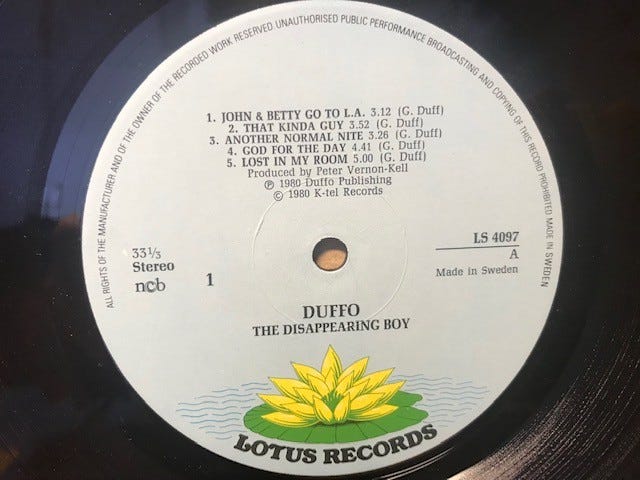 ALL RIGHTS OF THE MANUFACTURER AND OF THE OWNER OF THE RECORDED WORK RESERVED. UNAUTHORISED PUBLIC PERFORMANCE BROADCASTING AND COPYING OF THIS RECORD PROHIBITED MADE IN SWEDEN
1. JOHN & BETTY GO TO L.A. 3.12 (G. Duff)
2. THAT KINDA GUY 3.52 (G. Duff)
3. ANOTHER NORMAL NITE 3.26 (G. Duff)
4. GOD FOR THE DAY 4.41 (G. Duff)
5. LOST IN MY ROOM 5.00 (G. Duff)
Produced by Peter Vernon-Kell
℗ 1980 Duffo Publishing
© 1980 K-tel Records
33⅓
Stereo
ncb
1
LS 4097
A
Made in Sweden
DUFFO
THE DISAPPEARING BOY
LOTUS RECORDS